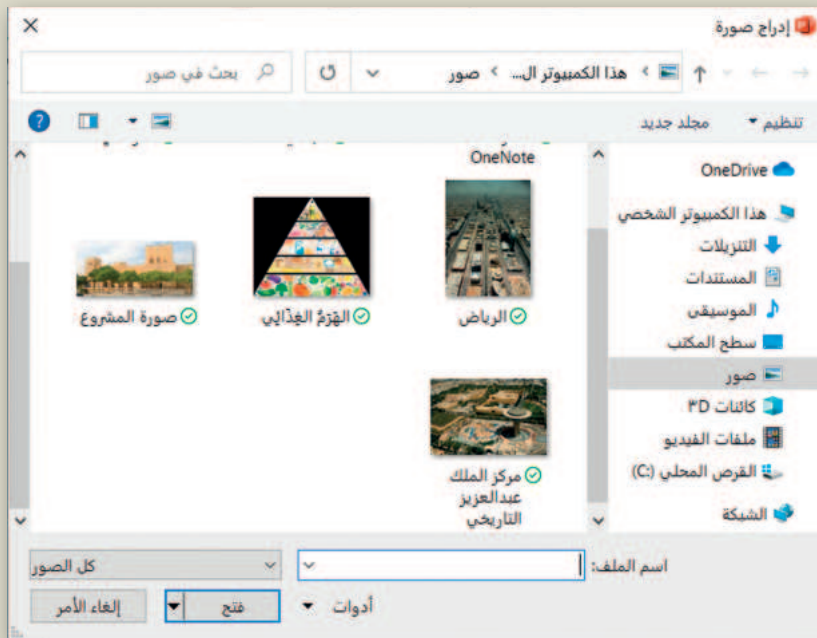 إدراج صورة
هذا الكمبيوتر ال... › صور
بحث في صور
تنظيم
مجلد جديد
OneDrive
هذا الكمبيوتر الشخصي
التنزيلات
المستندات
الموسيقى
سطح المكتب
صور
كائنات ٣D
ملفات الفيديو
القرص المحلي (C:)
الشبكة
OneNote
الرياض
الهَرَمُ الغِذَائِي
صورة المشروع
مركز الملك
عبدالعزيز
التاريخي
اسم الملف:
كل الصور
أدوات
فتح
إلغاء الأمر